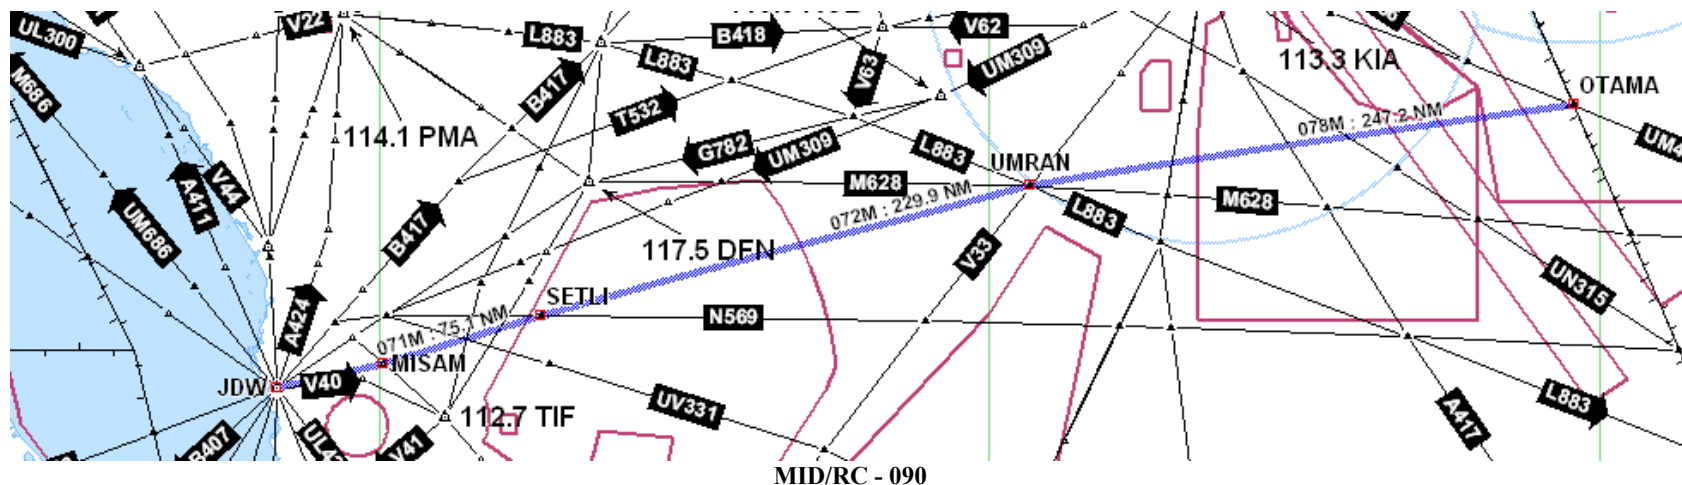 UL300
V22
L883
B418
V62
M686
B417
L883
V63
UM309
113.3 KIA
OTAMA
T532
114.1 PMA
078M : 247.2 NM
G782
UM309
L883
UMRAN
A411
V44
M628
072M : 229.9 NM
L883
M628
UM686
B417
117.5 DFN
V33
SETLI
UN315
A424
N569
071M : 75.1 NM
MISAM
JDW
V40
UV331
112.7 TIF
L883
A417
B407
V41
MID/RC - 090